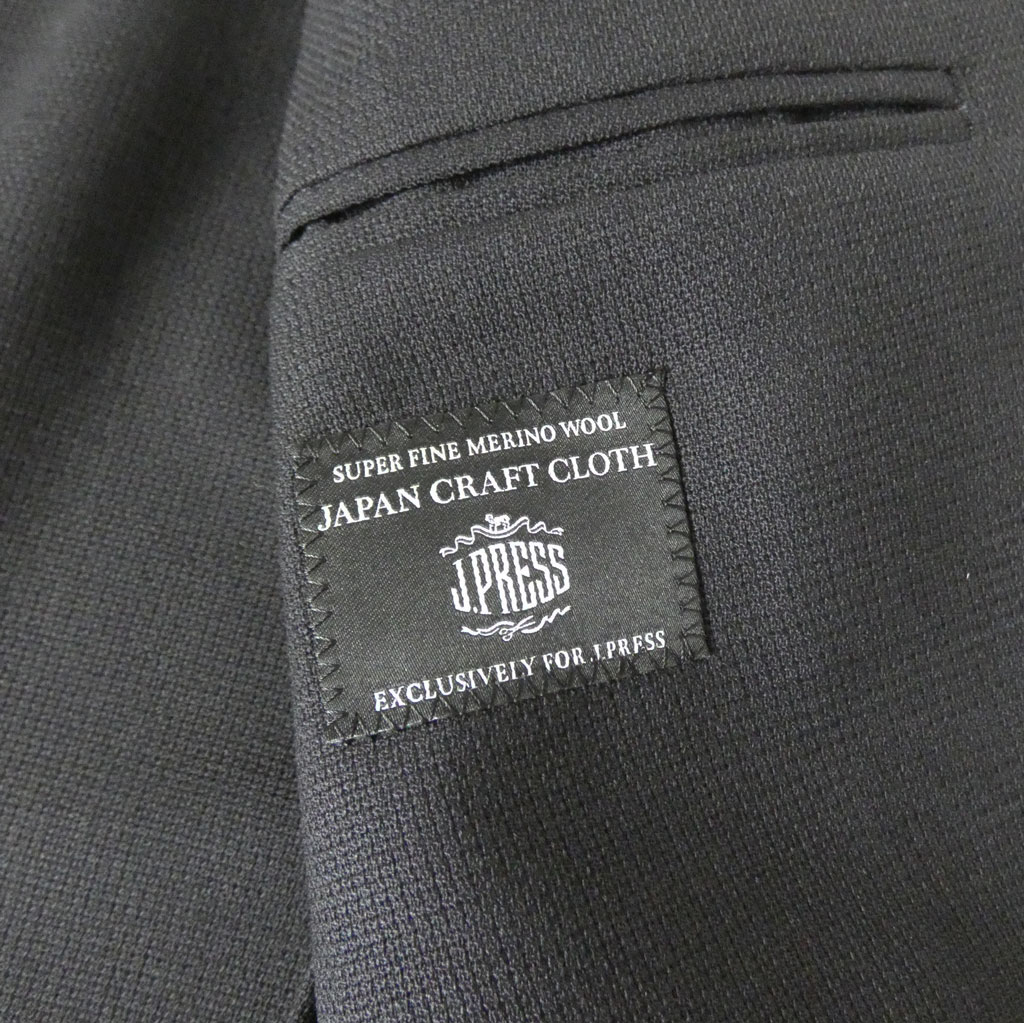 SUPER FINE MERINO WOOL
JAPAN CRAFT CLOTH
J.PRESS
EXCLUSIVELY FOR J.PRESS